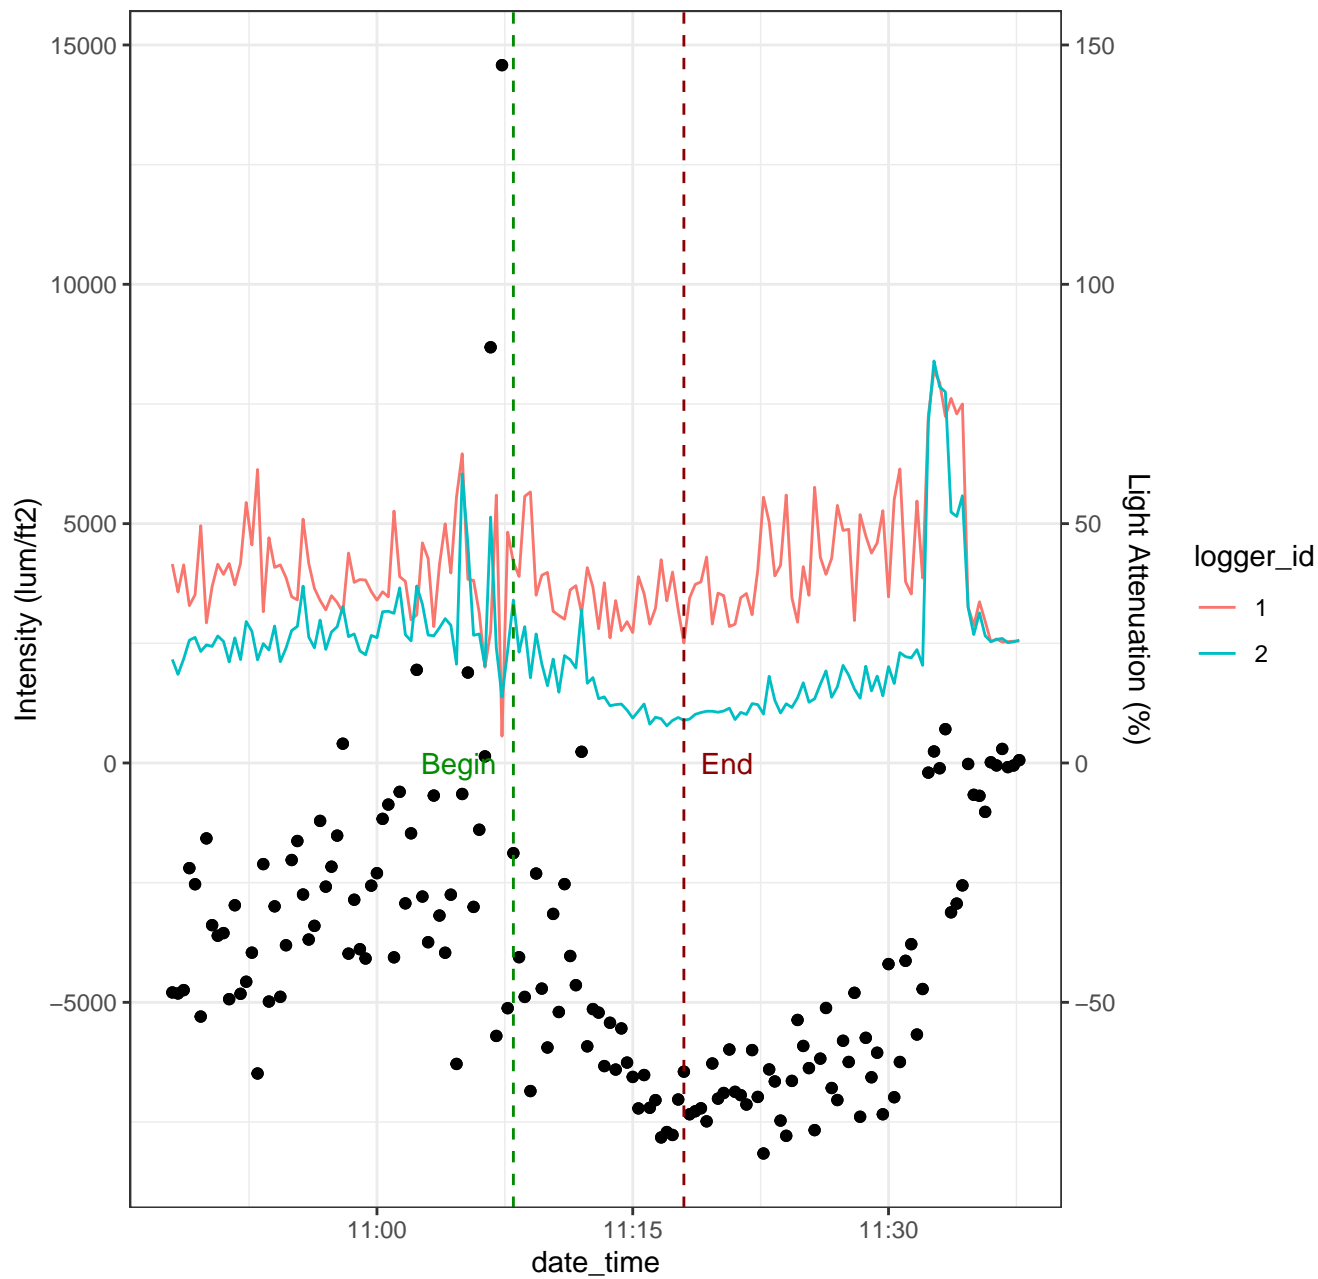 15000
10000
5000
0
−5000
Intensity (lum/ft2)
150
100
50
0
−50
Light Attenuation (%)
Begin
End
11:00
11:15
11:30
date_time
logger_id
1
2